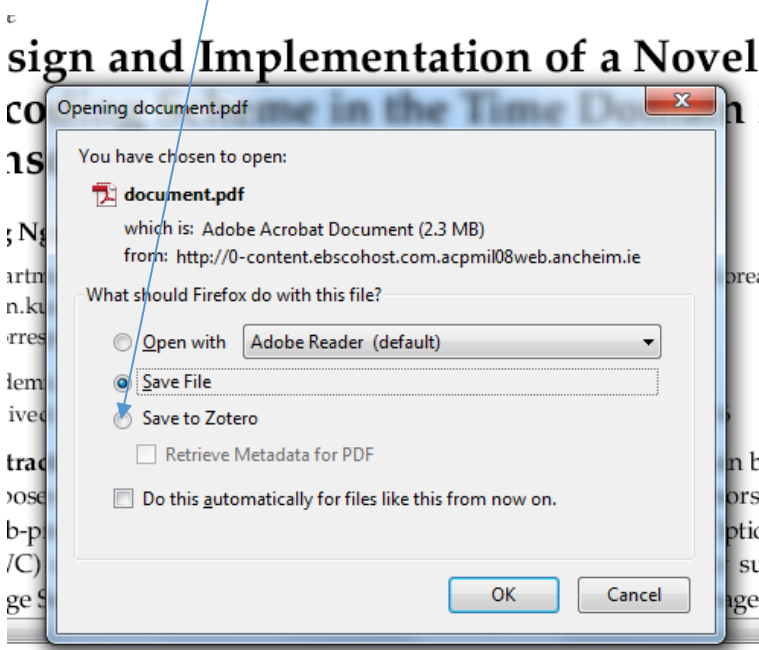 sign and Implementation of a Novel
Opening document.pdf
You have chosen to open:
document.pdf
which is: Adobe Acrobat Document (2.3 MB)
from: http://0-content.ebscohost.com.acpmil08web.ancheim.ie
What should Firefox do with this file?
Open with Adobe Reader (default)
Save File
Save to Zotero
Retrieve Metadata for PDF
Do this automatically for files like this from now on.
OK Cancel